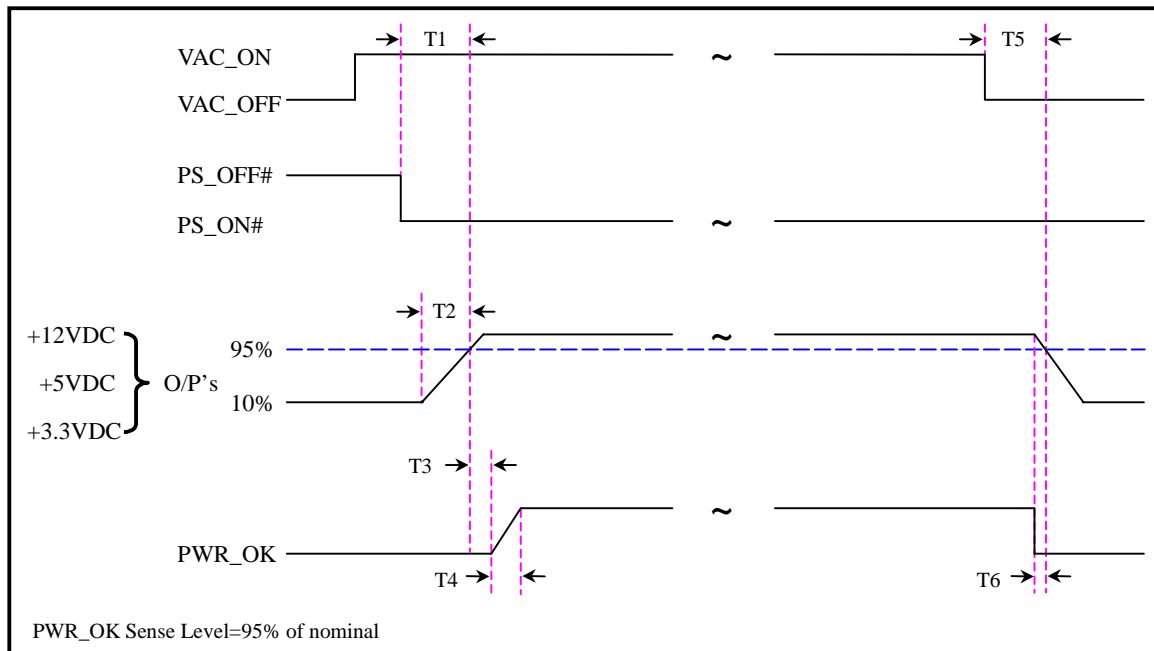 T1
T5
VAC_ON
~
VAC_OFF
PS_OFF#
PS_ON#
~
T2
+12VDC
~
95%
+5VDC
O/P's
10%
+3.3VDC
T3
~
PWR_OK
T4
T6
PWR_OK Sense Level=95% of nominal